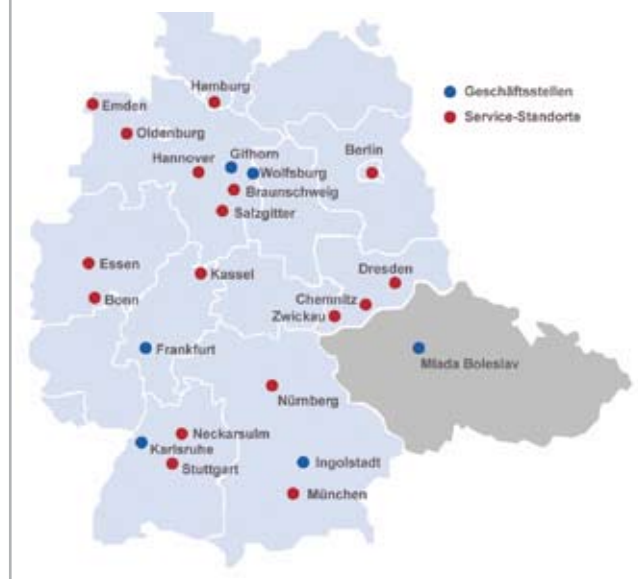 Hamburg
Geschäftsstellen
Emden
Service-Standorte
Oldenburg
Hannover
Gifhorn
Berlin
Wolfsburg
Braunschweig
Salzgitter
Essen
Kassel
Dresden
Bonn
Chemnitz
Zwickau
Frankfurt
Mlada Boleslav
Nürnberg
Neckarsulm
Karlsruhe
Ingolstadt
Stuttgart
München